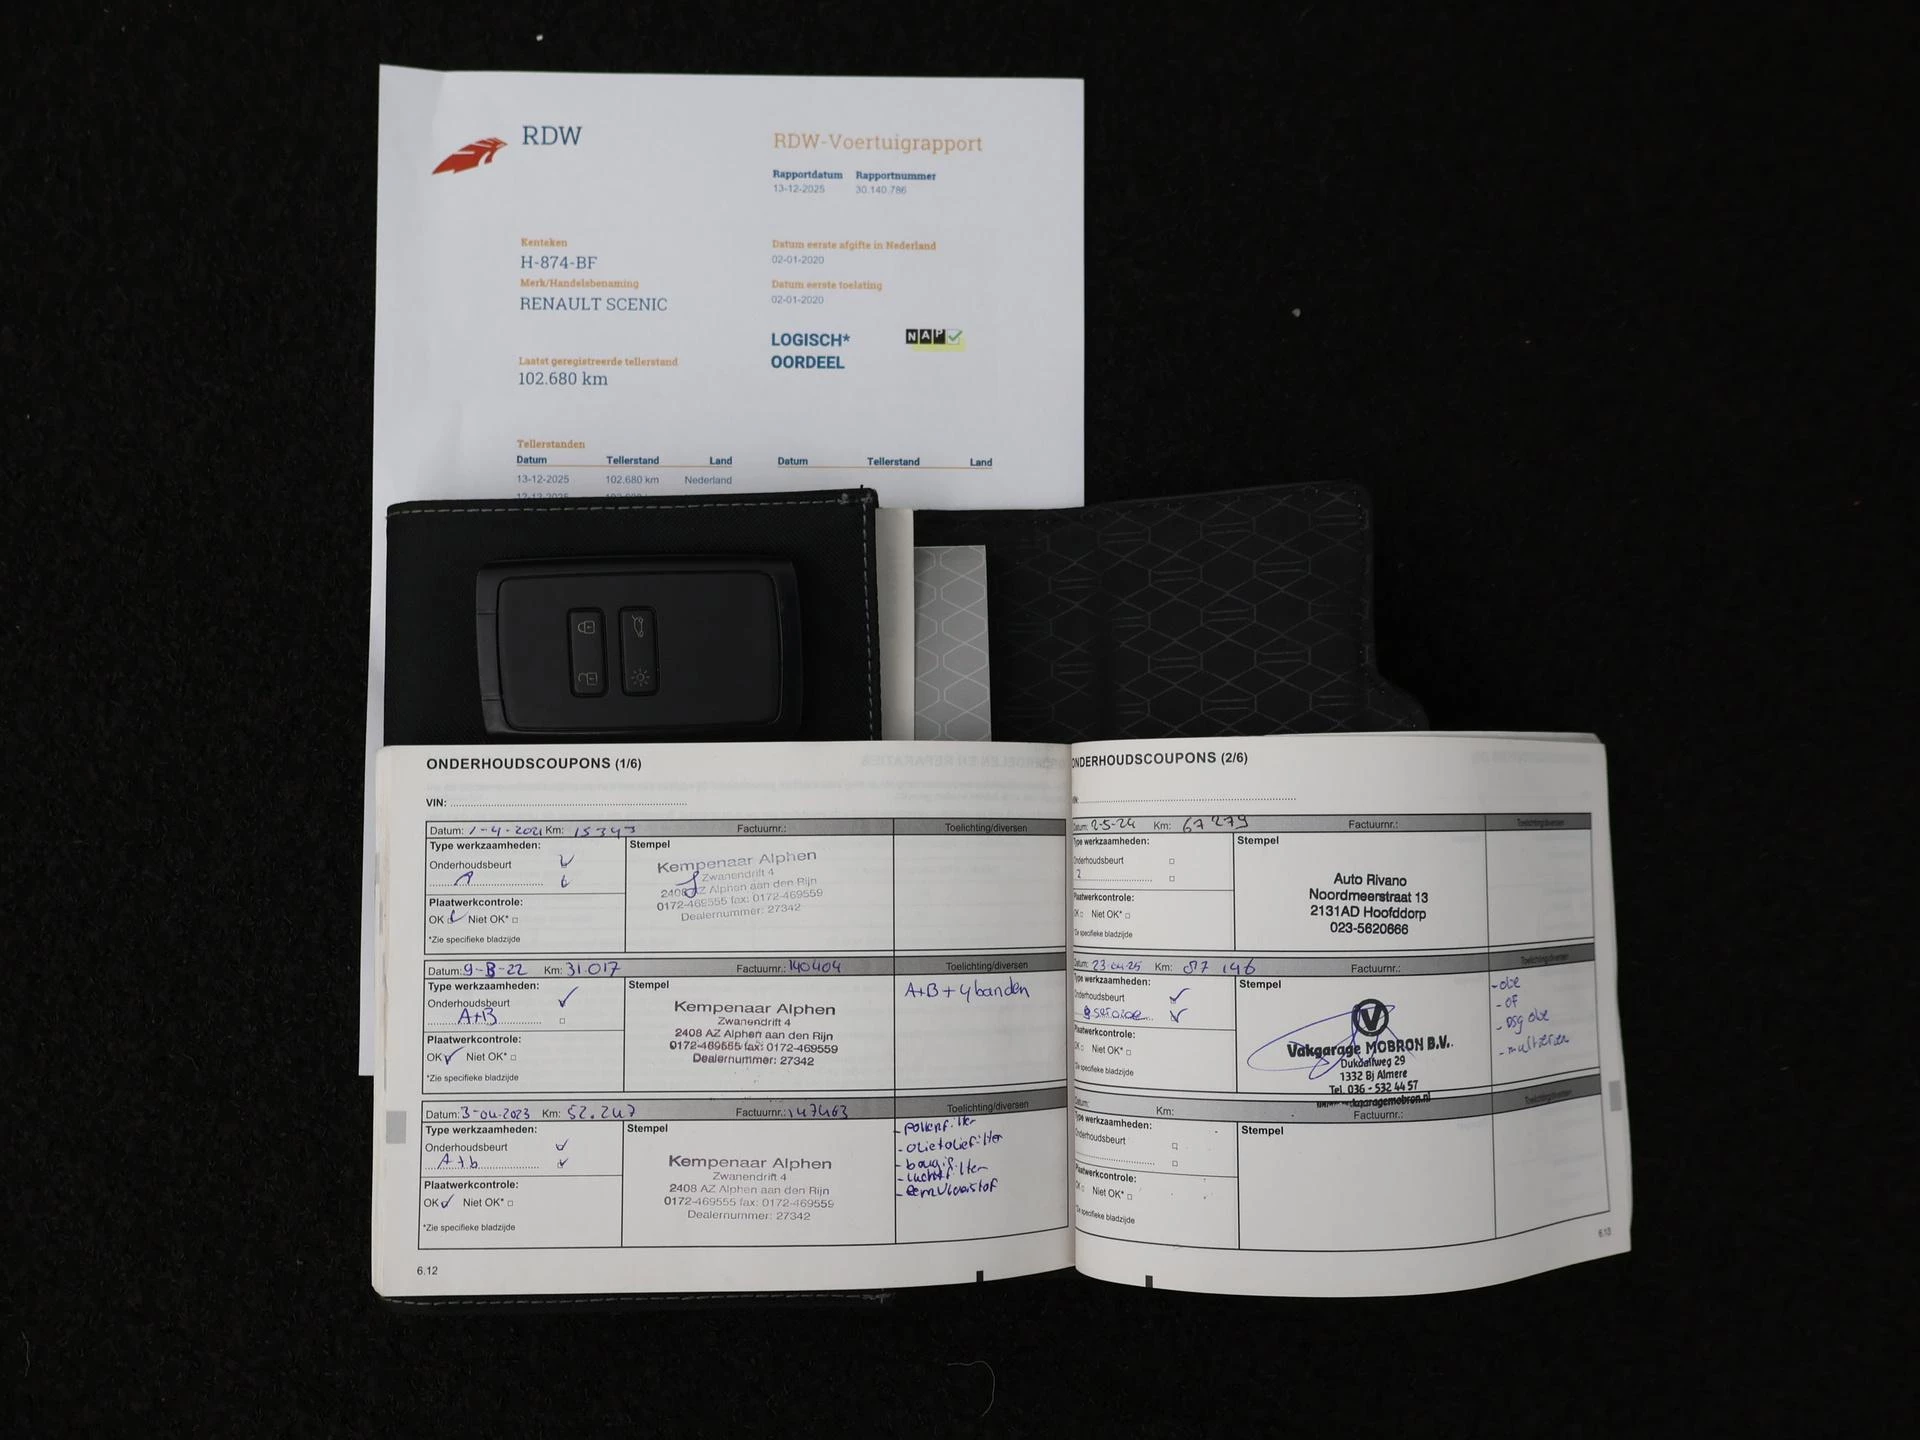 RDW
RDW-Voertuigrapport
Rapportdatum Rapportnummer
13-12-2025 30.140.786
Kenteken
H-874-BF
Merk/Handelsbenaming
RENAULT SCENIC
Datum eerste afgifte in Nederland
02-01-2020
Datum eerste toelating
02-01-2020
LOGISCH*
OORDEEL
NAP
Laatst geregistreerde tellerstand
102.680 km
Tellerstanden
Datum Tellerstand Land Datum Tellerstand Land
13-12-2025 102.680 km Nederland
ONDERHOUDSCOUPONS (1/6)
VIN:
Datum: 1-4-2021 Km: 15343 Factuurnr.: Toelichting/diversen
Type werkzaamheden:
Onderhoudsbeurt
A
Plaatwerkcontrole:
OK Niet OK*
*Zie specifieke bladzijde
Stempel
Kempenaar Alphen
Zwanendrift 4
2408 AZ Alphen aan den Rijn
0172-469555 fax: 0172-469559
Dealernummer: 27342
Datum: 9-8-22 Km: 31.017 Factuurnr.: 140404 Toelichting/diversen
Type werkzaamheden:
Onderhoudsbeurt
A+B
Plaatwerkcontrole:
OK Niet OK*
*Zie specifieke bladzijde
Stempel
Kempenaar Alphen
Zwanendrift 4
2408 AZ Alphen aan den Rijn
0172-469555 fax: 0172-469559
Dealernummer: 27342
A+B + 4 banden
Datum: 3-04-2023 Km: 52.247 Factuurnr.: 147463 Toelichting/diversen
Type werkzaamheden:
Onderhoudsbeurt
A+b
Plaatwerkcontrole:
OK Niet OK*
*Zie specifieke bladzijde
Stempel
Kempenaar Alphen
Zwanendrift 4
2408 AZ Alphen aan den Rijn
0172-469555 fax: 0172-469559
Dealernummer: 27342
- pollenfilter
- olie+oliefilter
- luchtfilter
- remvloeistof
6.12
ONDERHOUDSCOUPONS (2/6)
Datum: 2-5-24 Km: 67279 Factuurnr.: Toelichting/diversen
Type werkzaamheden:
Onderhoudsbeurt
2
Plaatwerkcontrole:
OK Niet OK*
*Zie specifieke bladzijde
Stempel
Auto Rivano
Noordmeerstraat 13
2131AD Hoofddorp
023-5620666
Datum: 23-04-25 Km: 87 146 Factuurnr.: Toelichting/diversen
Type werkzaamheden:
Onderhoudsbeurt
Plaatwerkcontrole:
OK Niet OK*
*Zie specifieke bladzijde
Stempel
V
Vakgarage MOBRON B.V.
Dukdalfweg 29
1332 Bj Almere
Tel. 036 - 532 44 57
- olie
- of
Datum: Km: Factuurnr.: Toelichting/diversen
Type werkzaamheden:
Onderhoudsbeurt
Plaatwerkcontrole:
OK Niet OK*
*Zie specifieke bladzijde
Stempel
6.13